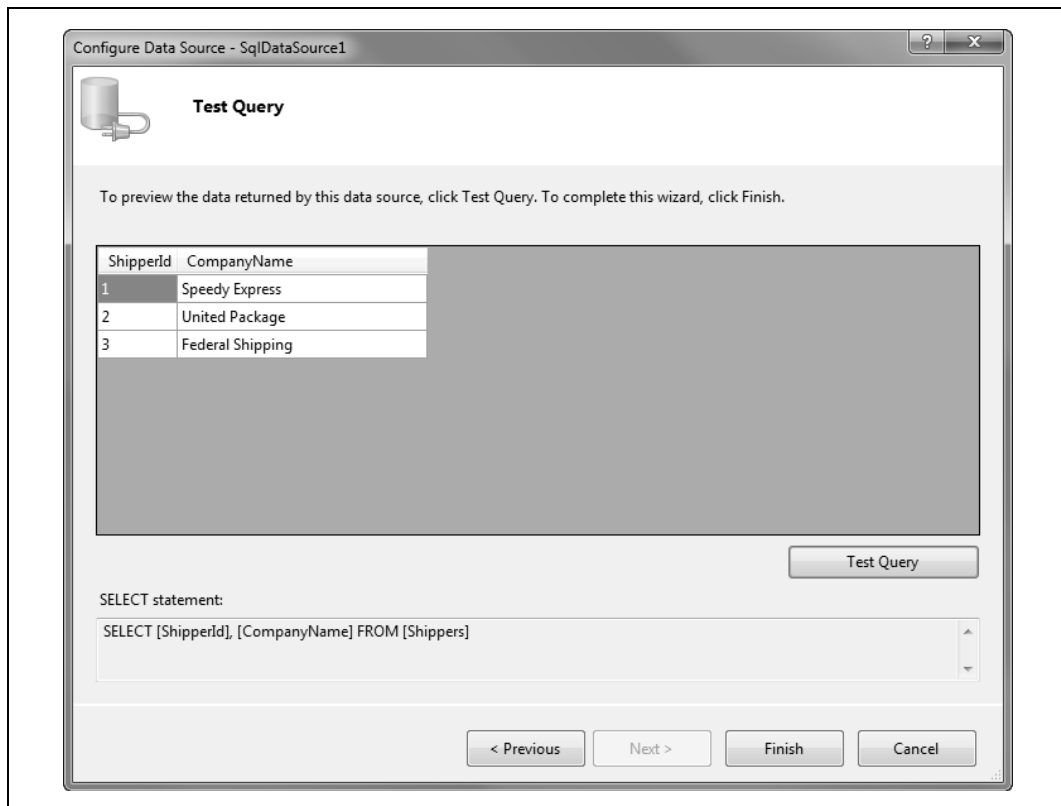 Configure Data Source - SqlDataSource1
Test Query
To preview the data returned by this data source, click Test Query. To complete this wizard, click Finish.
ShipperId CompanyName
1 Speedy Express
2 United Package
3 Federal Shipping
Test Query
SELECT statement:
SELECT [ShipperId], [CompanyName] FROM [Shippers]
< Previous Next > Finish Cancel